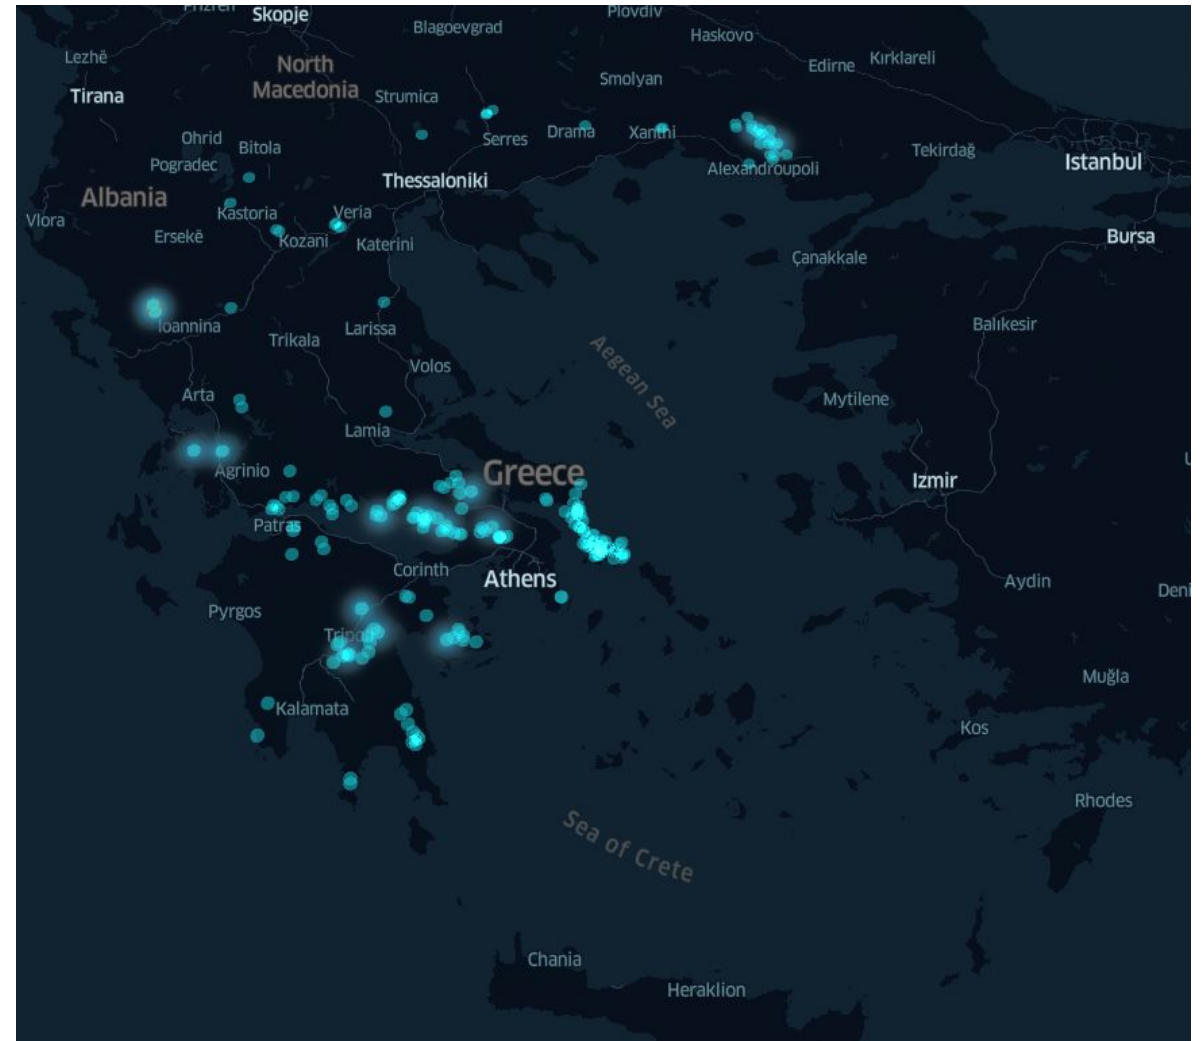 Prizren
Skopje
Plovdiv
Blagoevgrad
Haskovo
Lezhë
Edirne
Kırklareli
North
Macedonia
Smolyan
Tirana
Strumica
Ohrid
Bitola
Serres
Drama
Xanthi
Pogradec
Tekirdağ
Istanbul
Alexandroupoli
Thessaloniki
Albania
Vlora
Kastoria
Veria
Ersekë
Kozani
Katerini
Bursa
Çanakkale
Ioannina
Larissa
Trikala
Balıkesir
Volos
Aegean Sea
Arta
Mytilene
Lamia
Agrinio
Greece
Izmir
Patras
Corinth
Athens
Aydin
Deni
Pyrgos
Tripoli
Muğla
Kalamata
Kos
Rhodes
Sea of Crete
Chania
Heraklion